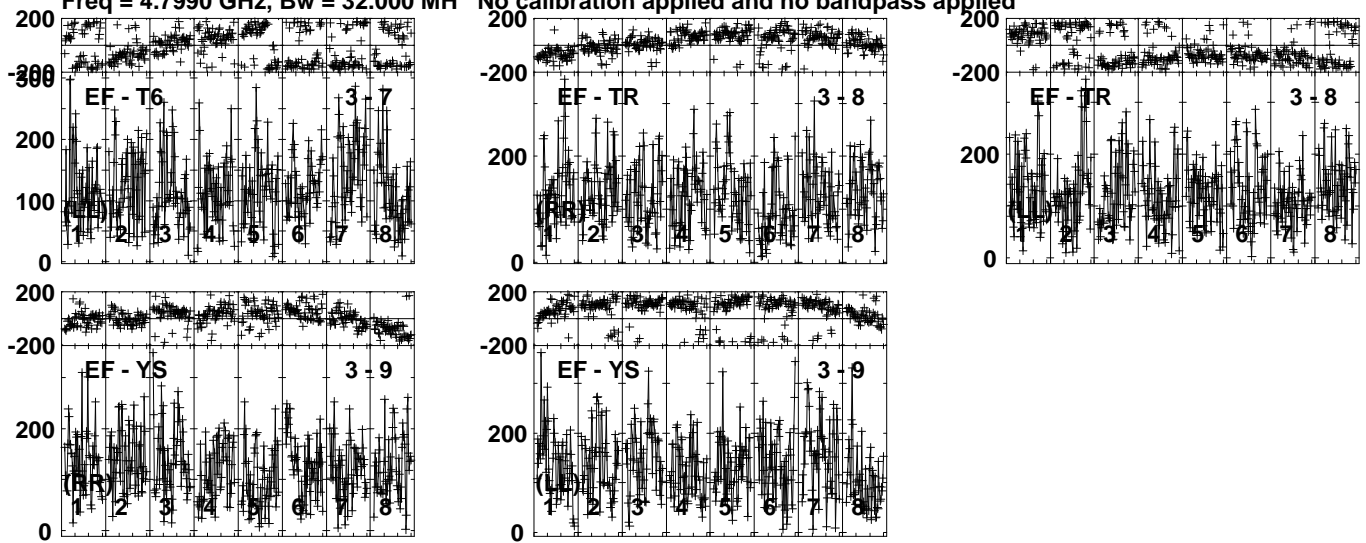 Freq = 4.7990 GHz, Bw = 32.000 MH No calibration applied and no bandpass applied
200
-200
300
EF - T6 3 - 7
200
100
(LL)
1 2 3 4 5 6 7 8
0
200
-200
EF - TR 3 - 8
200
(RR)
1 2 3 4 5 6 7 8
0
200
-200
EF - TR 3 - 8
200
(LL)
1 2 3 4 5 6 7 8
0
200
-200
EF - YS 3 - 9
200
(RR)
1 2 3 4 5 6 7 8
0
200
-200
EF - YS 3 - 9
200
(LL)
1 2 3 4 5 6 7 8
0